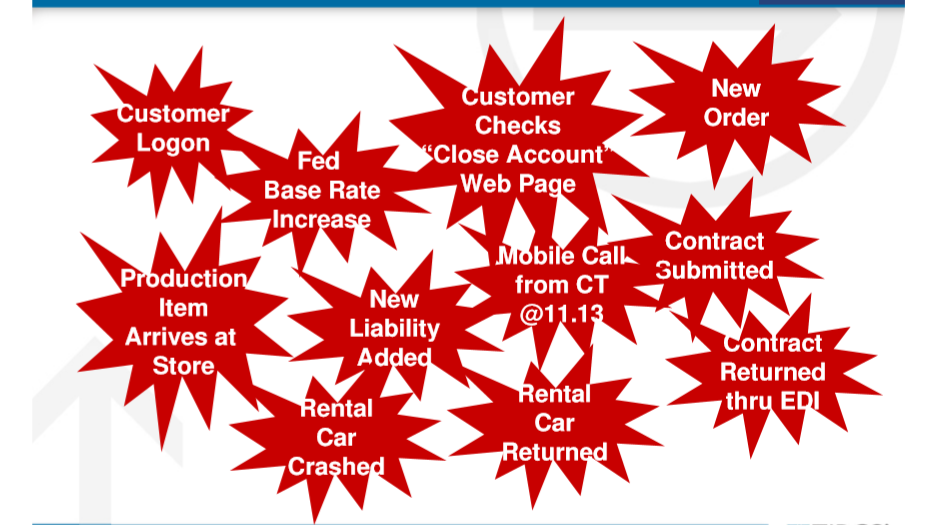 Customer
Logon
Fed
Base Rate
Increase
Customer
Checks
“Close Account”
Web Page
New
Order
Production
Item
Arrives at
Store
New
Liability
Added
Mobile Call
from CT
@11.13
Contract
Submitted
Contract
Returned
thru EDI
Rental
Car
Crashed
Rental
Car
Returned